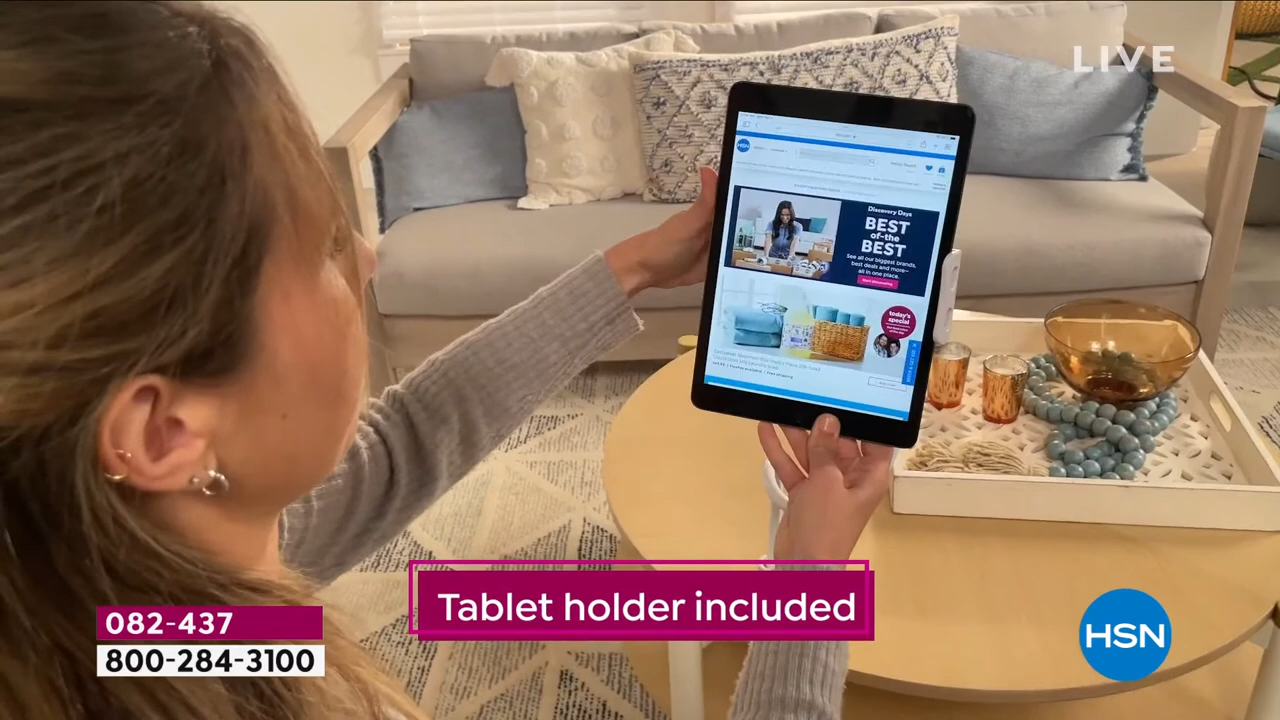 LIVE
HSN
Discovery Days
BEST
of-the
BEST
See all our biggest brands,
best deals and more–
all in one place.
today's
special
Tablet holder included
082-437
800-284-3100
HSN